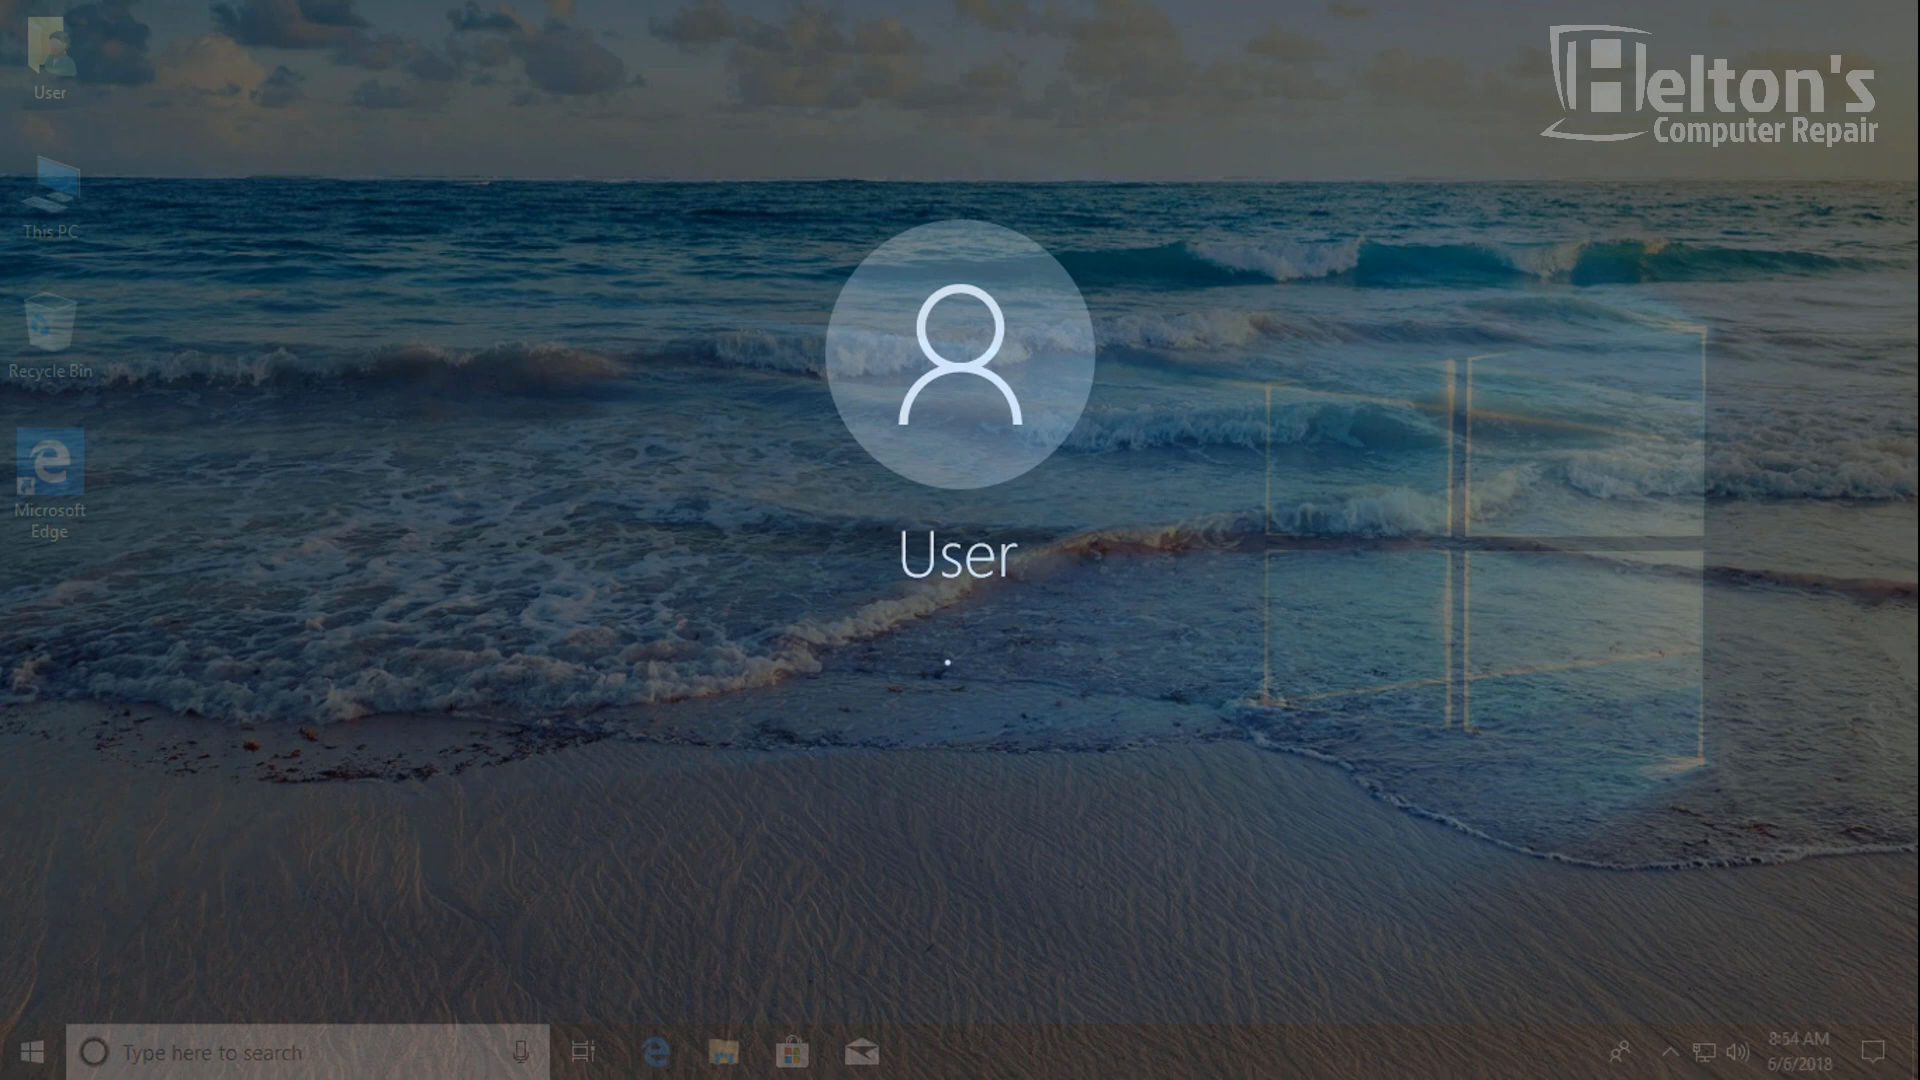 User
This PC
Recycle Bin
Microsoft
Edge
Helton's
Computer Repair
User
Type here to search
8:54 AM
6/6/2018